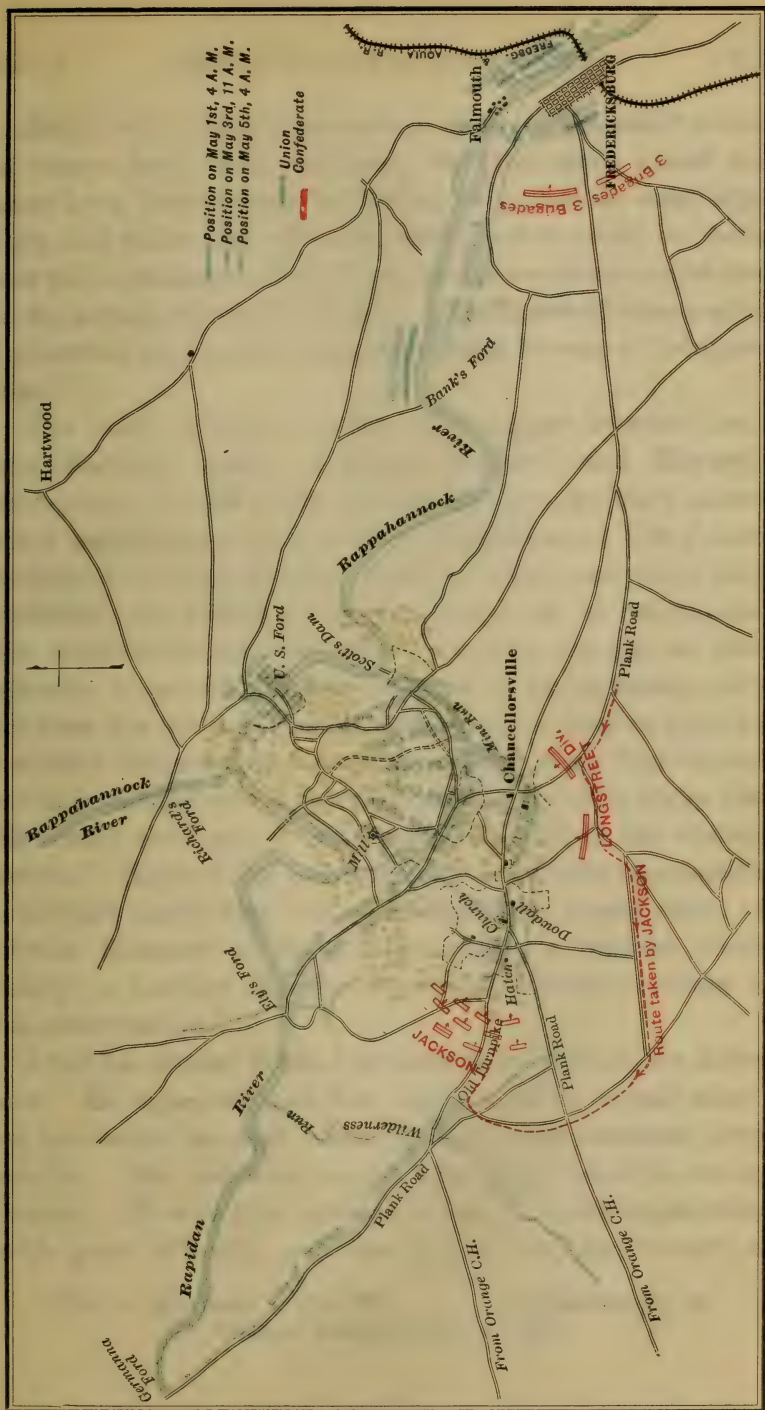 Position on May 1st, 4 A. M.
Position on May 3rd, 11 A. M.
Position on May 5th, 4 A. M.
Union
Confederate
Hartwood
FREDBG.
AQUIA
R.R.
Falmouth
FREDERICKSBURG
3 Brigades
3 Brigades
Bank's Ford
Rappahannock
River
Scott's Dam
U. S. Ford
Rappahannock
River
Richard's
Ford
Mine Run
Mill
Chancellorsville
Plank Road
Div.
LONGSTREET
Church
Dowdall
Hatch
Ely's Ford
JACKSON
Old Turnpike
Plank Road
Route taken by JACKSON
River
Run
Wilderness
Rapidan
Plank Road
Germanna
Ford
From Orange C.H.
From Orange C.H.